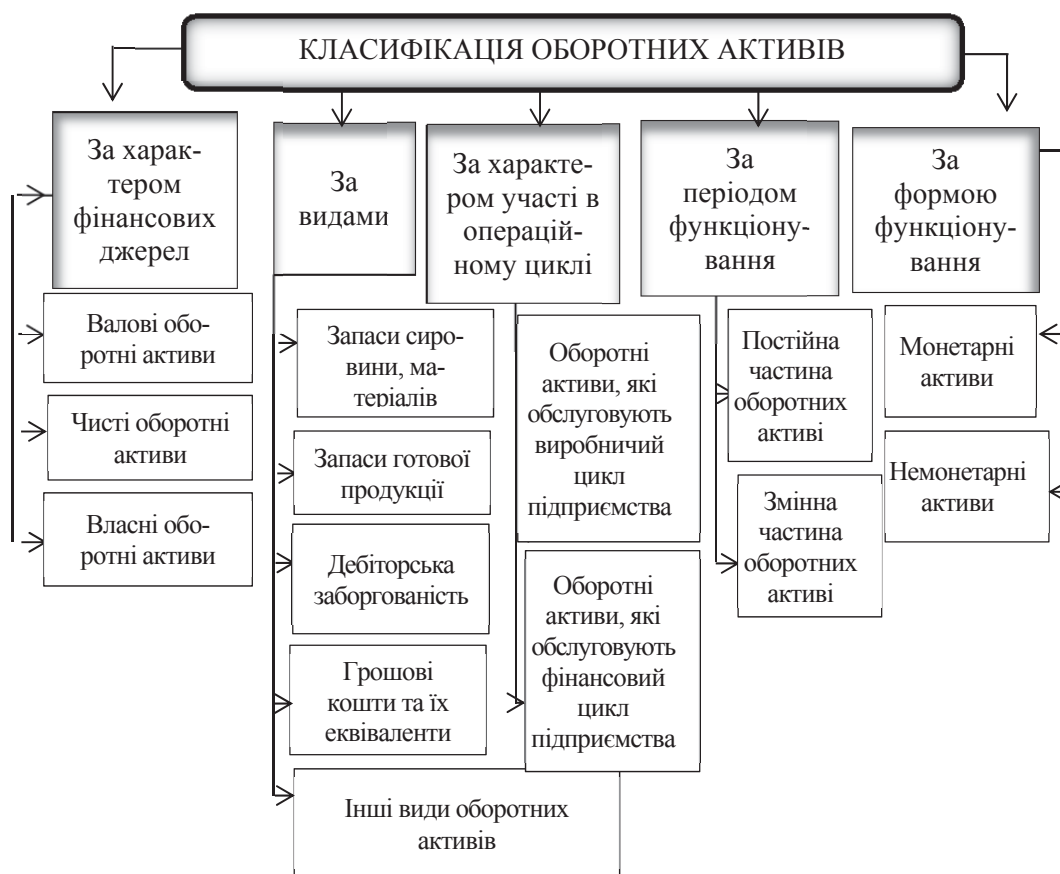 КЛАСИФІКАЦІЯ ОБОРОТНИХ АКТИВІВ
За харак-
тером
фінансових
джерел
Валові обо-
ротні активи
Чисті оборотні
активи
Власні обо-
ротні активи
За
видами
Запаси сиро-
вини, ма-
теріалів
Запаси готової
продукції
Дебіторська
заборгованість
Грошові
кошти та їх
еквіваленти
Інші види оборотних
активів
За характе-
ром участі в
операцій-
ному циклі
Оборотні
активи, які
обслуговують
виробничий
цикл
підприємства
Оборотні
активи, які
обслуговують
фінансовий
цикл
підприємства
За
періодом
функціону-
вання
Постійна
частина
оборотних
активі
Змінна
частина
оборотних
активі
За
формою
функціону-
вання
Монетарні
активи
Немонетарні
активи